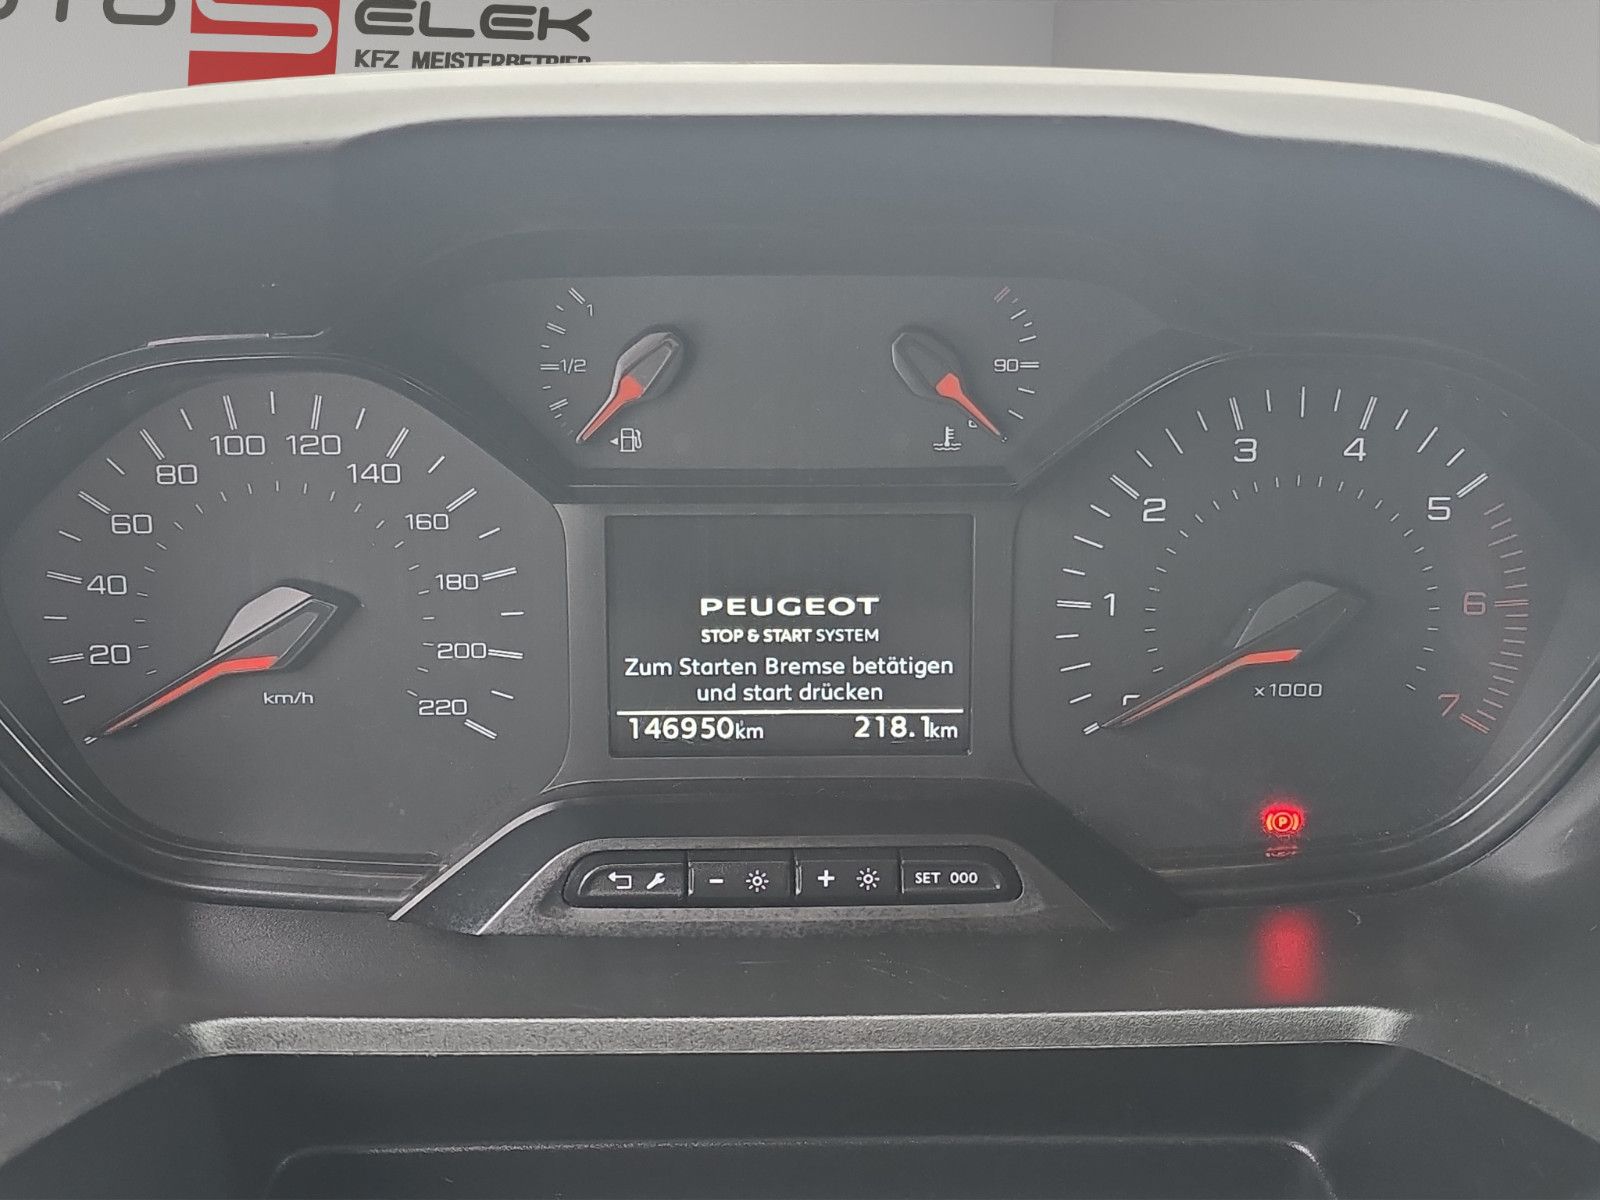 ELEK
KFZ MEISTERBETRIEB
1
1/2
90
100 120
80 140
60 160
40 180
20 200
km/h 220
3 4
2 5
1 6
x1000 7
PEUGEOT
STOP & START SYSTEM
Zum Starten Bremse betätigen
und start drücken
146950km 218.1km
P
- + SET 000